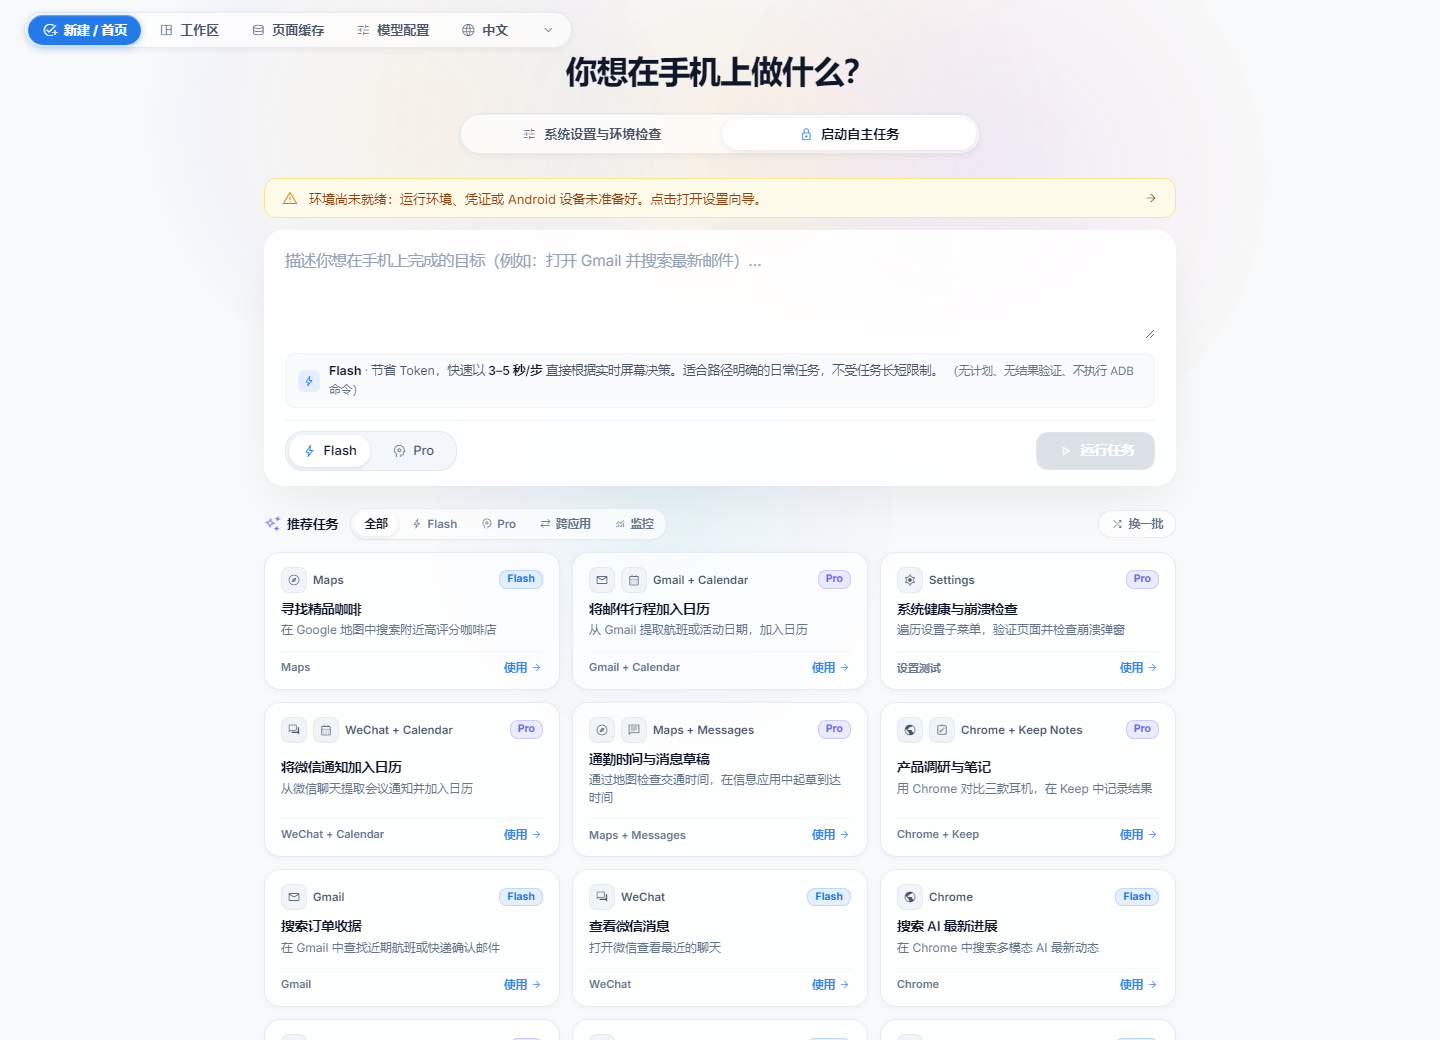 新建 / 首页
工作区
页面缓存
模型配置
中文
你想在手机上做什么?
系统设置与环境检查
启动自主任务
环境尚未就绪：运行环境、凭证或 Android 设备未准备好。点击打开设置向导。
描述你想在手机上完成的目标（例如：打开 Gmail 并搜索最新邮件）...
Flash · 节省 Token，快速以 3–5 秒/步 直接根据实时屏幕决策。适合路径明确的日常任务，不受任务长短限制。 （无计划、无结果验证、不执行 ADB
命令）
Flash
Pro
运行任务
推荐任务
全部
Flash
Pro
跨应用
监控
换一批
Maps
Flash
寻找精品咖啡
在 Google 地图中搜索附近高评分咖啡店
Maps
使用
Gmail + Calendar
Pro
将邮件行程加入日历
从 Gmail 提取航班或活动日期，加入日历
Gmail + Calendar
使用
Settings
Pro
系统健康与崩溃检查
遍历设置子菜单，验证页面并检查崩溃弹窗
设置测试
使用
WeChat + Calendar
Pro
将微信通知加入日历
从微信聊天提取会议通知并加入日历
WeChat + Calendar
使用
Maps + Messages
Pro
通勤时间与消息草稿
通过地图检查交通时间，在信息应用中起草到达
时间
Maps + Messages
使用
Chrome + Keep Notes
Pro
产品调研与笔记
用 Chrome 对比三款耳机，在 Keep 中记录结果
Chrome + Keep
使用
Gmail
Flash
搜索订单收据
在 Gmail 中查找近期航班或快递确认邮件
Gmail
使用
WeChat
Flash
查看微信消息
打开微信查看最近的聊天
WeChat
使用
Chrome
Flash
搜索 AI 最新进展
在 Chrome 中搜索多模态 AI 最新动态
Chrome
使用